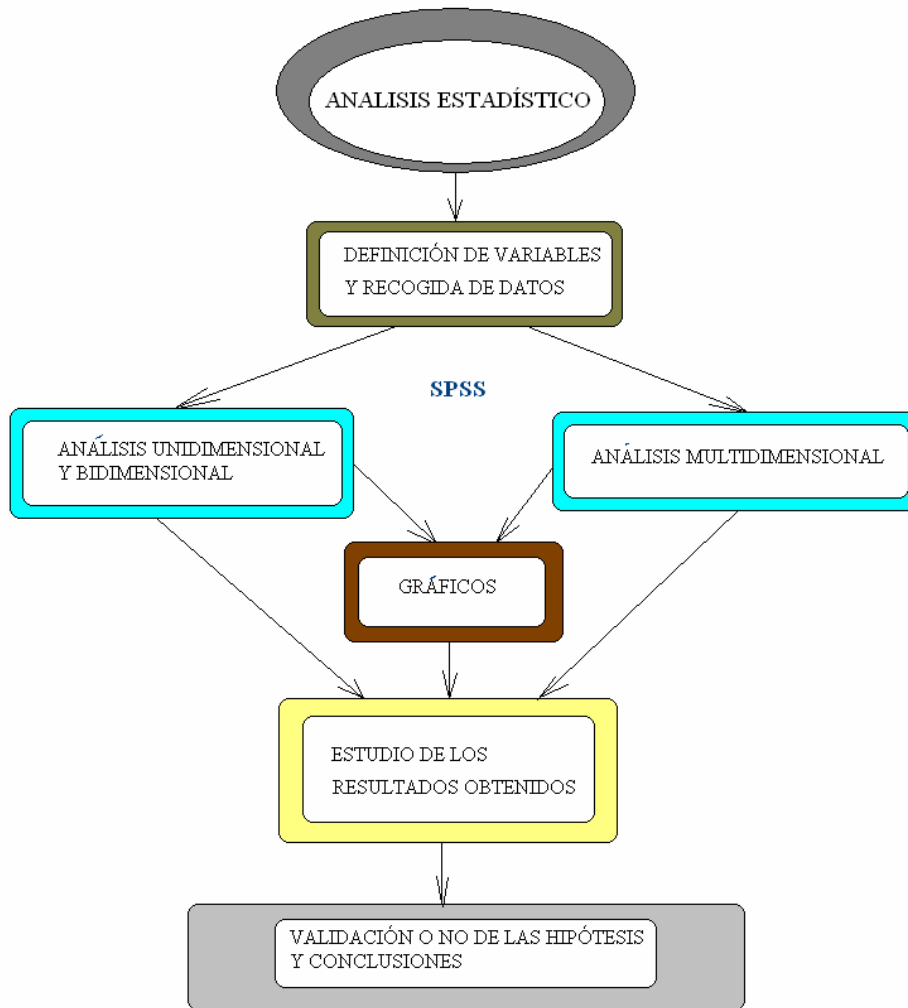 ANALISIS ESTADÍSTICO
DEFINICIÓN DE VARIABLES
Y RECOGIDA DE DATOS
SPSS
ANÁLISIS UNIDIMENSIONAL
Y BIDIMENSIONAL
ANÁLISIS MULTIDIMENSIONAL
GRÁFICOS
ESTUDIO DE LOS
RESULTADOS OBTENIDOS
VALIDACIÓN O NO DE LAS HIPÓTESIS
Y CONCLUSIONES